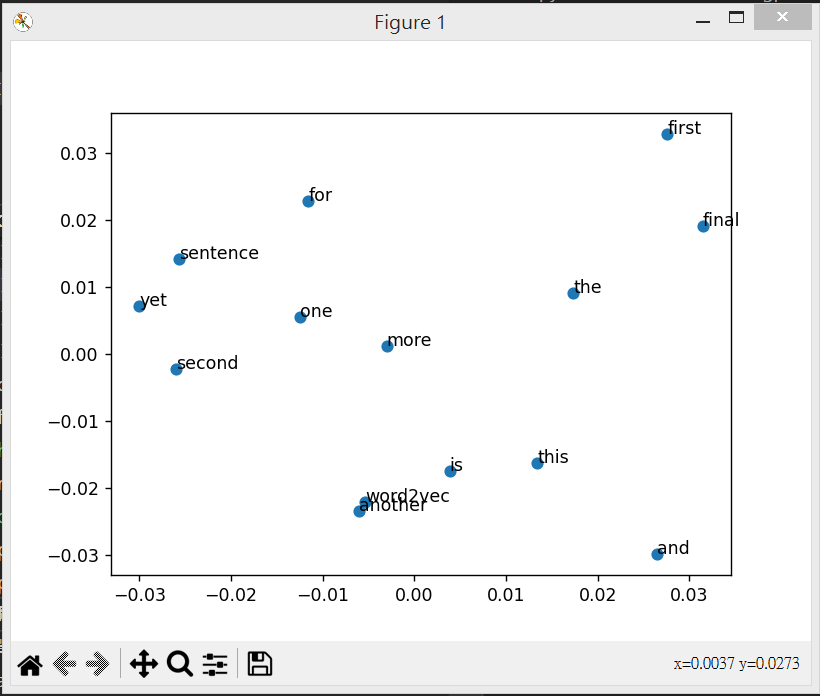 Figure 1
first
0.03
for
0.02
final
sentence
yet
0.01
the
one
more
0.00
second
−0.01
this
is
word2vec
−0.02
another
and
−0.03
−0.03 −0.02 −0.01 0.00 0.01 0.02 0.03
x=0.0037 y=0.0273